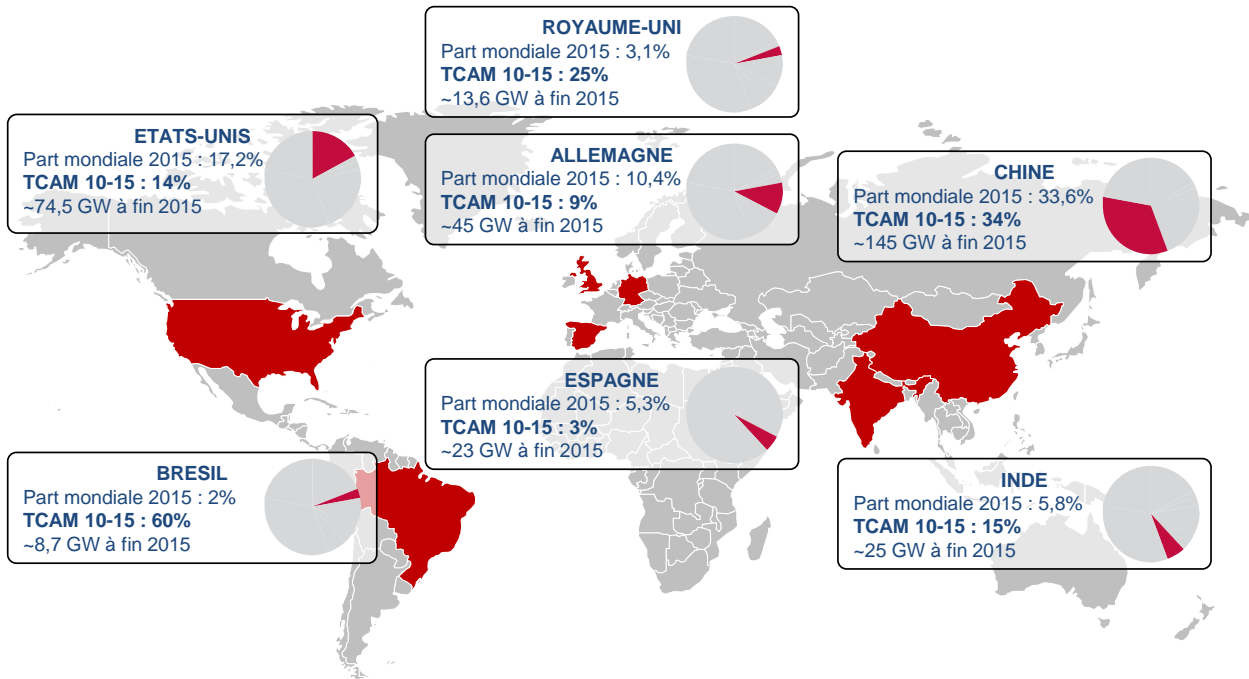 ROYAUME-UNI
Part mondiale 2015 : 3,1%
TCAM 10-15 : 25%
~13,6 GW à fin 2015
ETATS-UNIS
Part mondiale 2015 : 17,2%
TCAM 10-15 : 14%
~74,5 GW à fin 2015
ALLEMAGNE
Part mondiale 2015 : 10,4%
TCAM 10-15 : 9%
~45 GW à fin 2015
CHINE
Part mondiale 2015 : 33,6%
TCAM 10-15 : 34%
~145 GW à fin 2015
ESPAGNE
Part mondiale 2015 : 5,3%
TCAM 10-15 : 3%
~23 GW à fin 2015
BRESIL
Part mondiale 2015 : 2%
TCAM 10-15 : 60%
~8,7 GW à fin 2015
INDE
Part mondiale 2015 : 5,8%
TCAM 10-15 : 15%
~25 GW à fin 2015